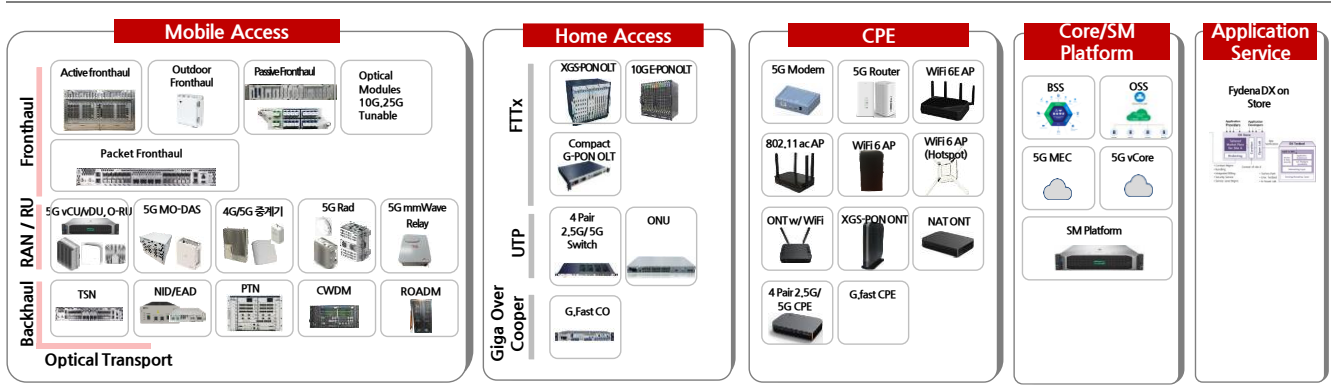 Mobile Access
Fronthaul
Active fronthaul
Outdoor
Fronthaul
Passive Fronthaul
Optical
Modules
10G,25G
Tunable
Packet Fronthaul
RAN / RU
5G vCU/vDU, O-RU
5G MO-DAS
4G/5G 중계기
5G Rad
5G mmWave
Relay
Backhaul
TSN
NID/EAD
PTN
CWDM
ROADM
Optical Transport
Home Access
FTTx
XGS-PON OLT
10G E-PON OLT
Compact
G-PON OLT
UTP
4 Pair
2.5G/ 5G
Switch
ONU
Giga Over
Cooper
G.Fast CO
CPE
5G Modem
5G Router
WiFi 6E AP
802.11 ac AP
WiFi 6 AP
WiFi 6 AP
(Hotspot)
ONT w/ WiFi
XGS-PON ONT
NAT ONT
4 Pair 2.5G/
5G CPE
G.fast CPE
Core/SM
Platform
BSS
OSS
5G MEC
5G vCore
SM Platform
Application
Service
Fydena DX on
Store